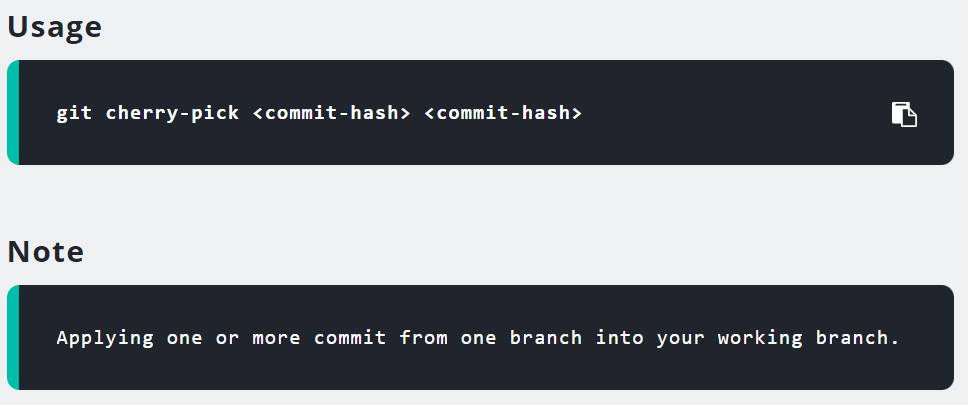 Usage
git cherry-pick <commit-hash> <commit-hash>
Note
Applying one or more commit from one branch into your working branch.